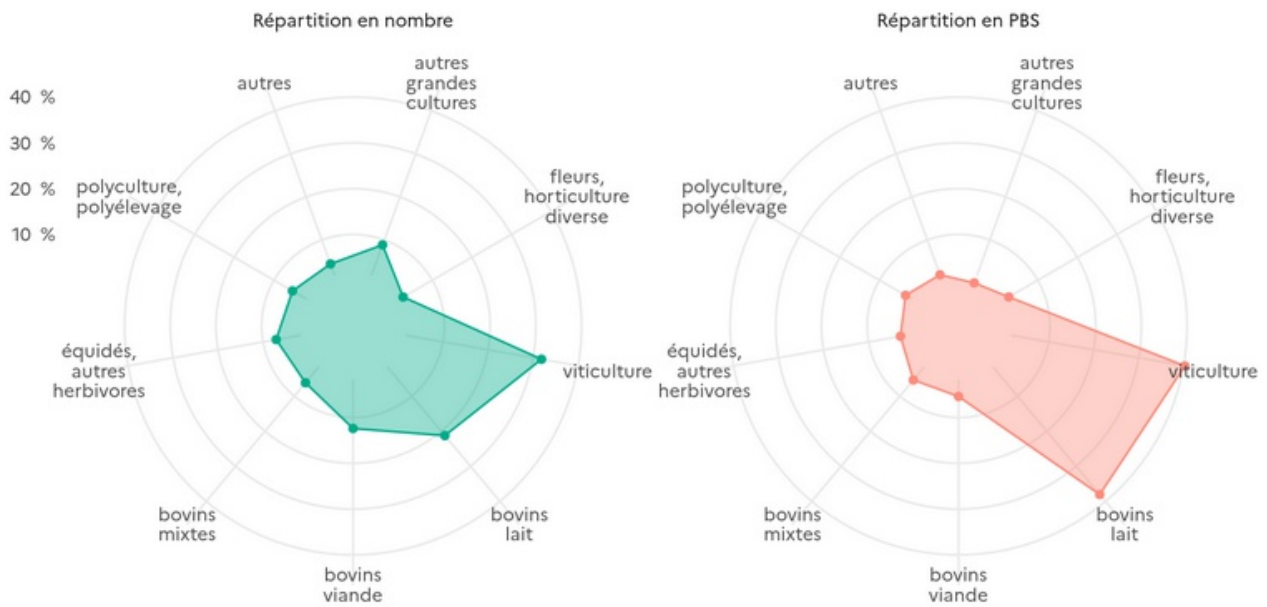 Répartition en nombre
autres
autres
grandes
cultures
40 %
30 %
20 %
10 %
polyculture,
polyélevage
fleurs,
horticulture
diverse
équidés,
autres
herbivores
viticulture
bovins
mixtes
bovins
lait
bovins
viande
Répartition en PBS
autres
autres
grandes
cultures
polyculture,
polyélevage
fleurs,
horticulture
diverse
équidés,
autres
herbivores
viticulture
bovins
mixtes
bovins
lait
bovins
viande